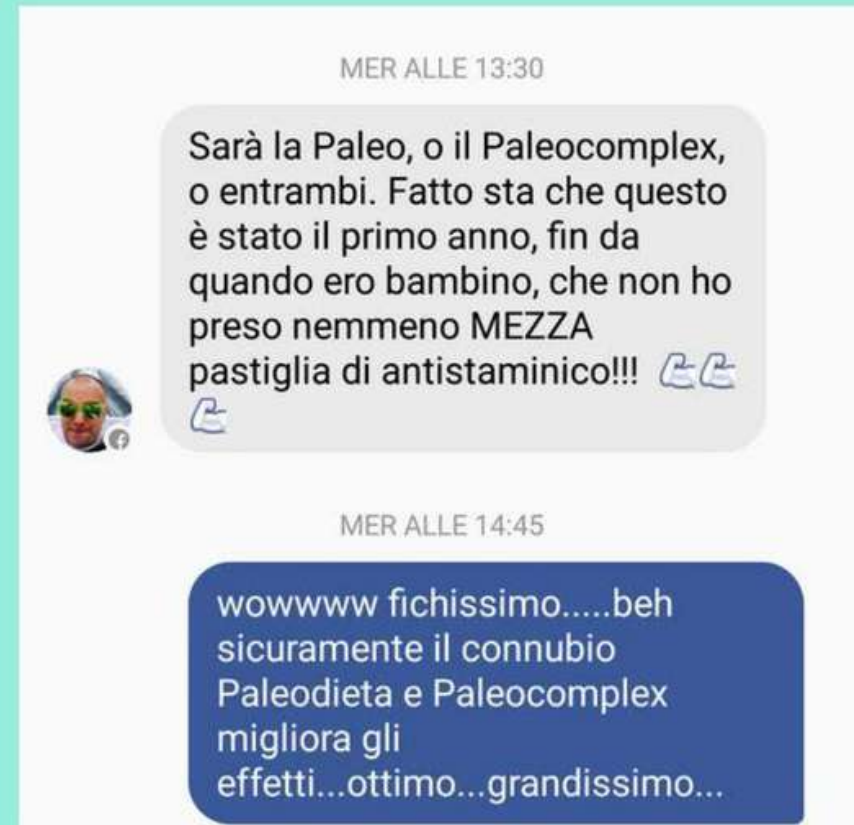 MER ALLE 13:30
Sarà la Paleo, o il Paleocomplex,
o entrambi. Fatto sta che questo
è stato il primo anno, fin da
quando ero bambino, che non ho
preso nemmeno MEZZA
pastiglia di antistaminico!!! 💪💪
💪
MER ALLE 14:45
wowwww fichissimo.....beh
sicuramente il connubio
Paleodieta e Paleocomplex
migliora gli
effetti...ottimo...grandissimo...